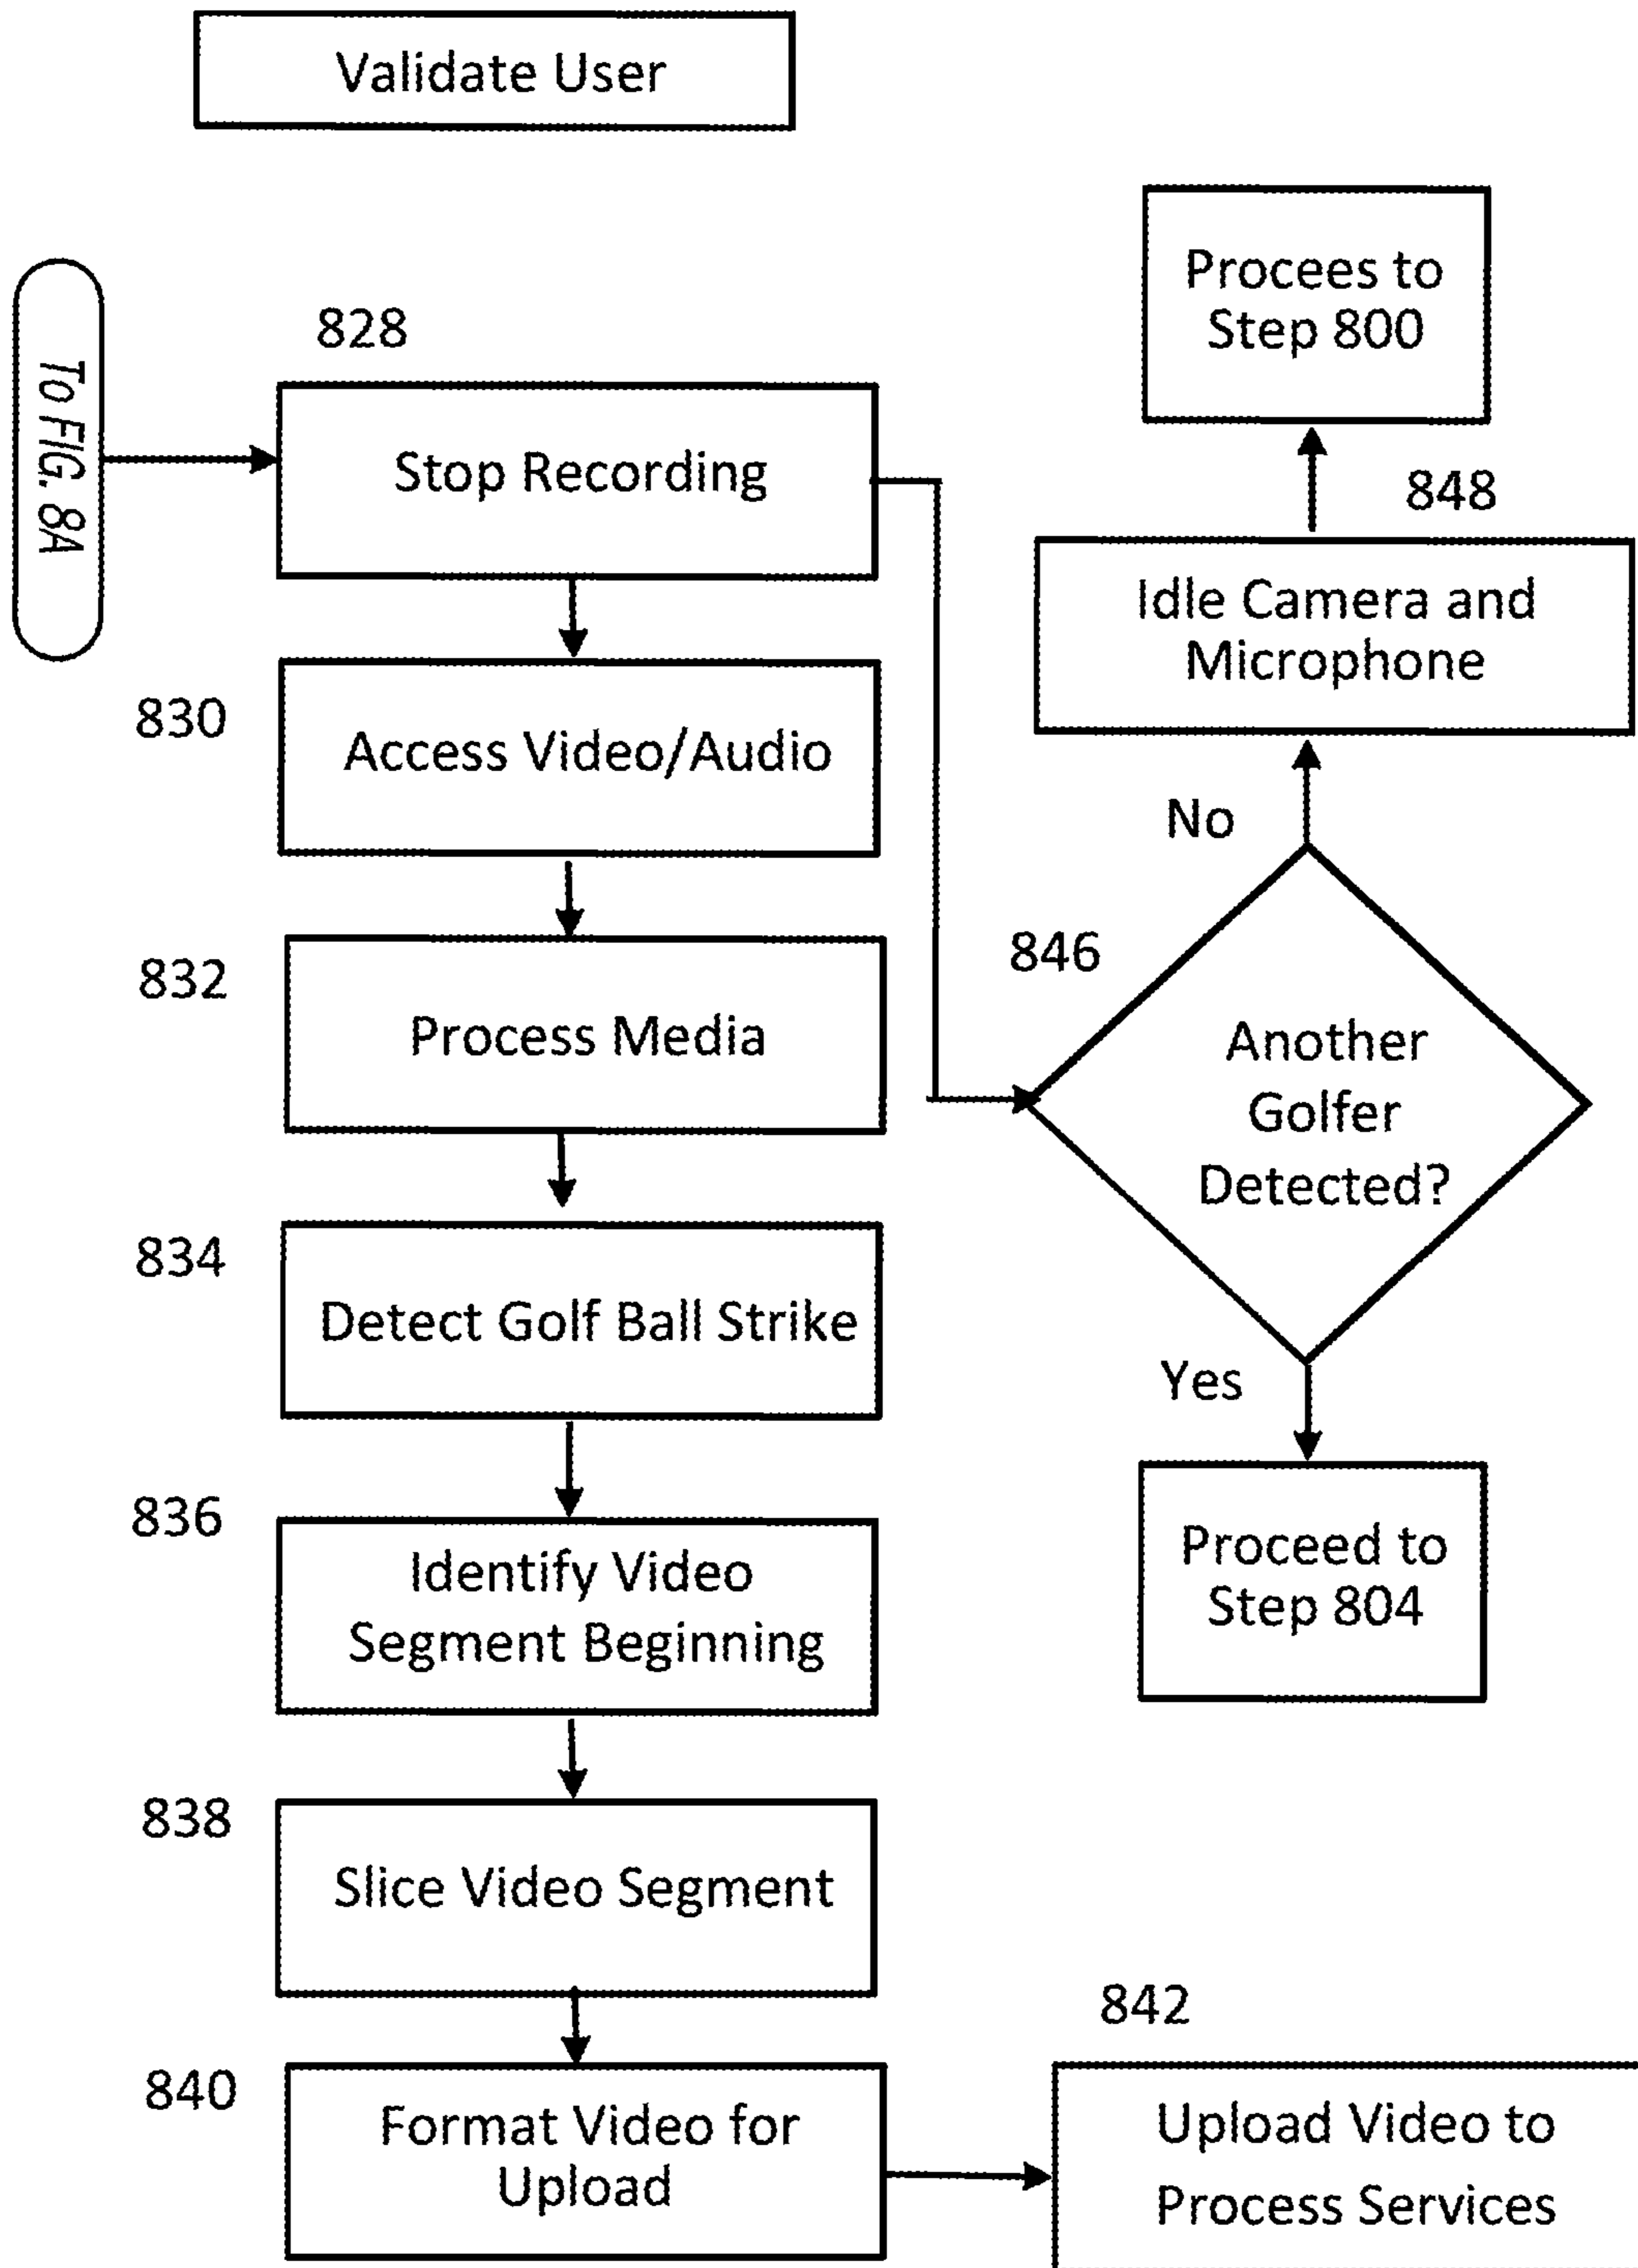 Validate User
To FIG. 8A
828
Stop Recording
830
Access Video/Audio
832
Process Media
834
Detect Golf Ball Strike
836
Identify Video
Segment Beginning
838
Slice Video Segment
840
Format Video for
Upload
842
Upload Video to
Process Services
Procees to
Step 800
848
Idle Camera and
Microphone
No
846
Another
Golfer
Detected?
Yes
Proceed to
Step 804